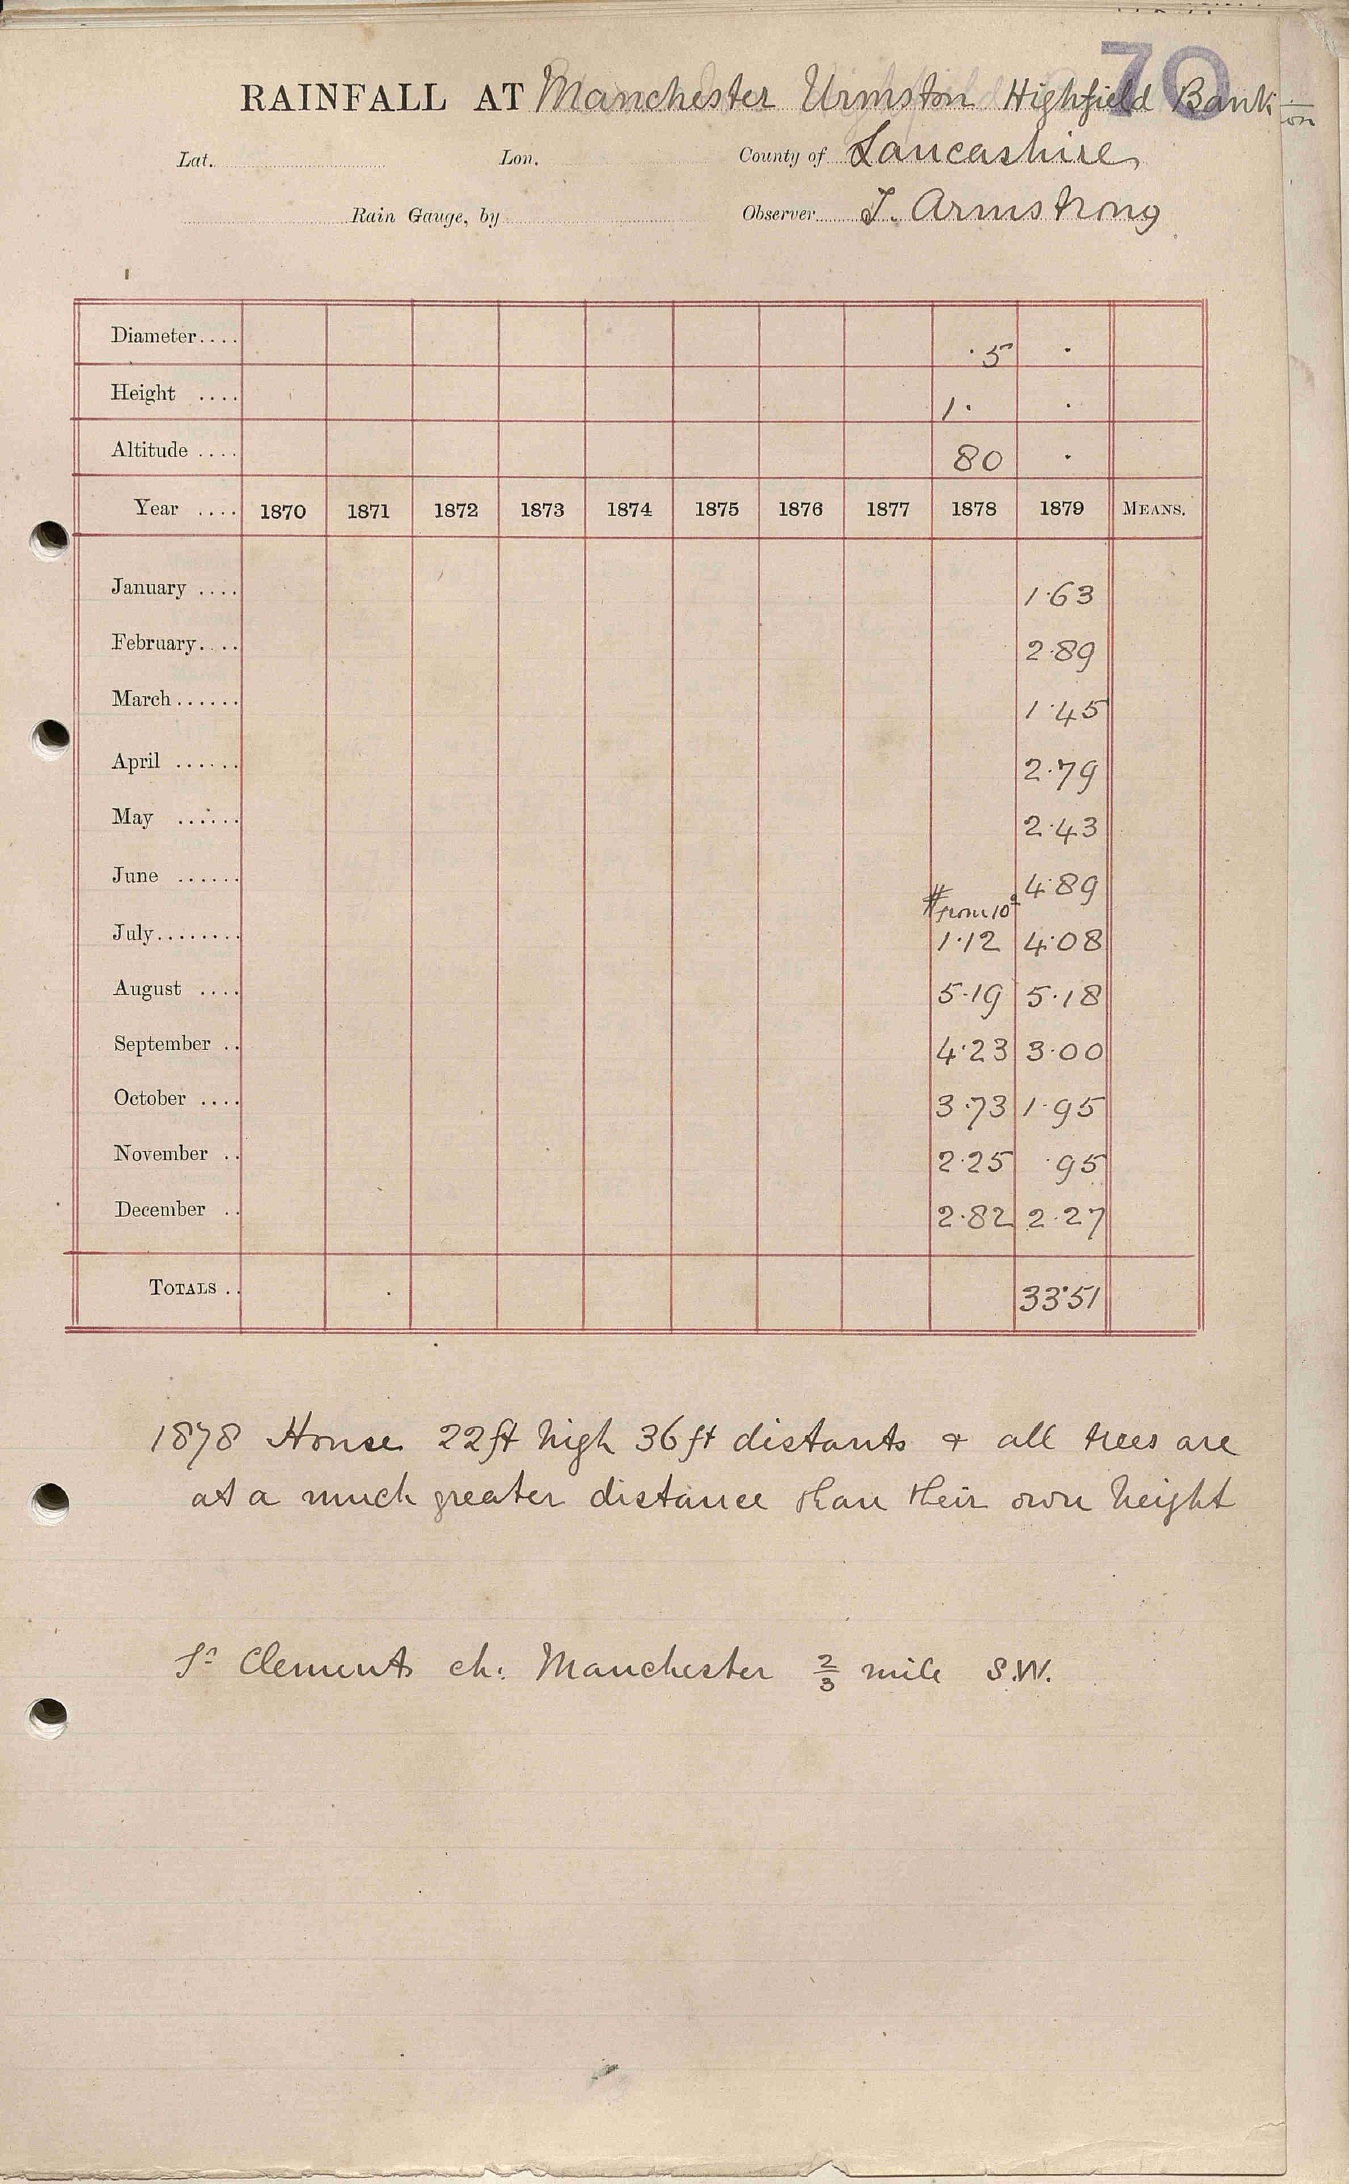 70
RAINFALL AT Manchester Urmston Highfield Bank
Lat. Lon. County of Lancashire
Rain Gauge, by Observer T. Armstrong
Diameter.... ·5 ·
Height .... 1· ·
Altitude .... 80 ·
Year .... 1870 1871 1872 1873 1874 1875 1876 1877 1878 1879 MEANS.
January .... 1·63
February.... 2·89
March...... 1·45
April ...... 2·79
May ...... 2·43
June ...... 4·89
# from 10th
July........ 1·12 4·08
August .... 5·19 5·18
September .. 4·23 3·00
October .... 3·73 1·95
November .. 2·25 ·95
December .. 2·82 2·27
TOTALS .. 33·51
1878 House 22ft high 36ft distants & all trees are
at a much greater distance than their own height
St Clements ch: Manchester 2/3 mile S.W.